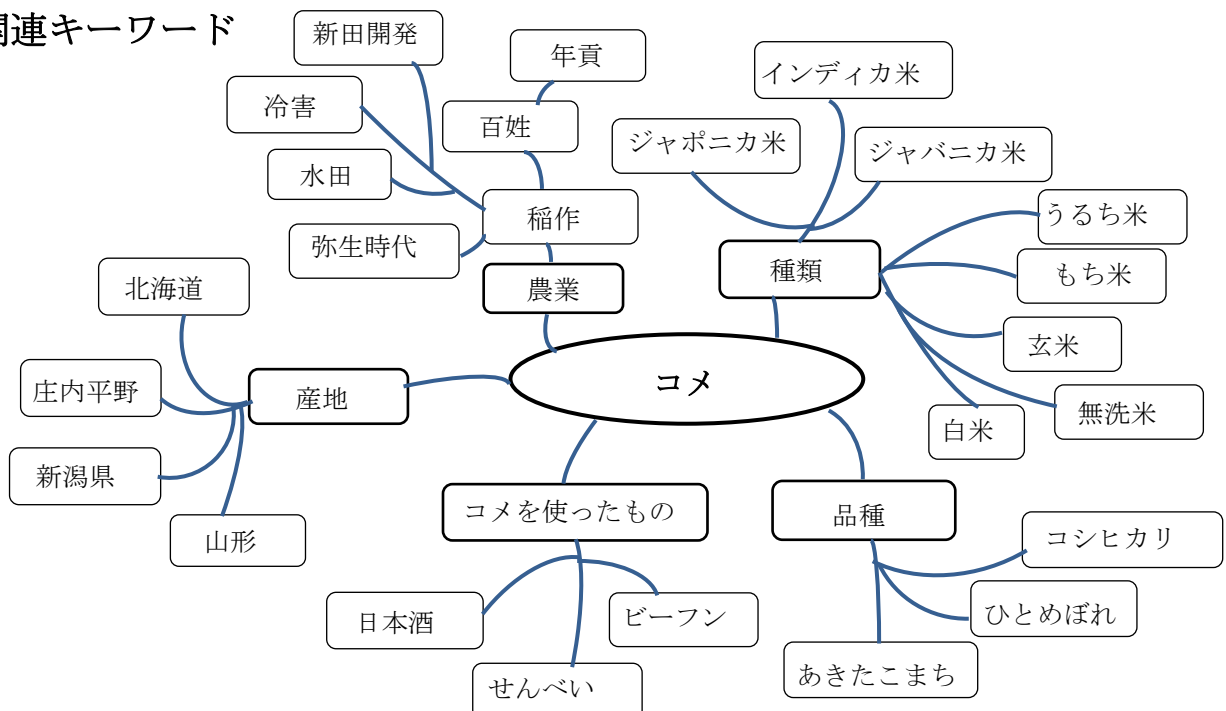 関連キーワード
新田開発
年貢
冷害
百姓
水田
稲作
弥生時代
農業
インディカ米
ジャポニカ米
ジャバニカ米
種類
うるち米
もち米
玄米
無洗米
白米
コメ
北海道
庄内平野
産地
新潟県
山形
コメを使ったもの
日本酒
ビーフン
せんべい
品種
コシヒカリ
ひとめぼれ
あきたこまち